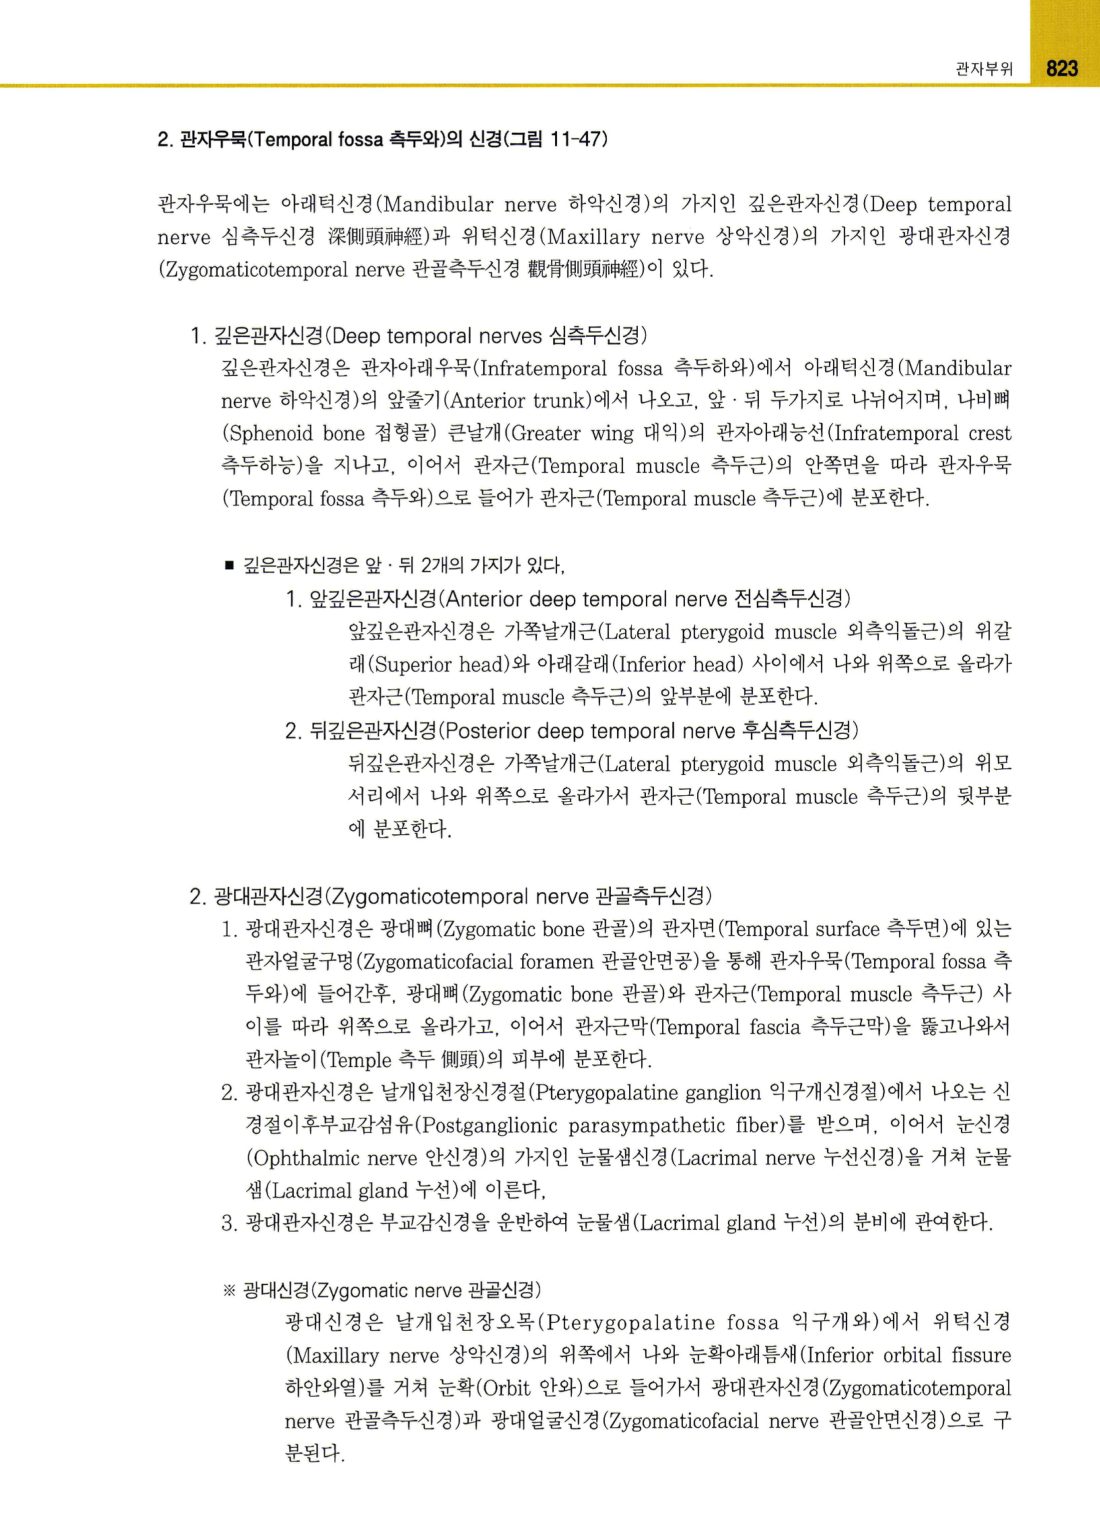 관자부위 823
2. 관자우묵(Temporal fossa 측두와)의 신경(그림 11-47)
관자우묵에는 아래턱신경(Mandibular nerve 하악신경)의 가지인 깊은관자신경(Deep temporal
nerve 심측두신경 深側頭神經)과 위턱신경(Maxillary nerve 상악신경)의 가지인 광대관자신경
(Zygomaticotemporal nerve 관골측두신경 觀骨側頭神經)이 있다.
1. 깊은관자신경(Deep temporal nerves 심측두신경)
깊은관자신경은 관자아래우묵(Infratemporal fossa 측두하와)에서 아래턱신경(Mandibular
nerve 하악신경)의 앞줄기(Anterior trunk)에서 나오고, 앞·뒤 두가지로 나뉘어지며, 나비뼈
(Sphenoid bone 접형골) 큰날개(Greater wing 대익)의 관자아래능선(Infratemporal crest
측두하능)을 지나고, 이어서 관자근(Temporal muscle 측두근)의 안쪽면을 따라 관자우묵
(Temporal fossa 측두와)으로 들어가 관자근(Temporal muscle 측두근)에 분포한다.
■ 깊은관자신경은 앞·뒤 2개의 가지가 있다,
1. 앞깊은관자신경(Anterior deep temporal nerve 전심측두신경)
앞깊은관자신경은 가쪽날개근(Lateral pterygoid muscle 외측익돌근)의 위갈
래(Superior head)와 아래갈래(Inferior head) 사이에서 나와 위쪽으로 올라가
관자근(Temporal muscle 측두근)의 앞부분에 분포한다.
2. 뒤깊은관자신경(Posterior deep temporal nerve 후심측두신경)
뒤깊은관자신경은 가쪽날개근(Lateral pterygoid muscle 외측익돌근)의 위모
서리에서 나와 위쪽으로 올라가서 관자근(Temporal muscle 측두근)의 뒷부분
에 분포한다.
2. 광대관자신경(Zygomaticotemporal nerve 관골측두신경)
1. 광대관자신경은 광대뼈(Zygomatic bone 관골)의 관자면(Temporal surface 측두면)에 있는
관자얼굴구멍(Zygomaticofacial foramen 관골안면공)을 통해 관자우묵(Temporal fossa 측
두와)에 들어간후, 광대뼈(Zygomatic bone 관골)와 관자근(Temporal muscle 측두근) 사
이를 따라 위쪽으로 올라가고, 이어서 관자근막(Temporal fascia 측두근막)을 뚫고나와서
관자놀이(Temple 측두 側頭)의 피부에 분포한다.
2. 광대관자신경은 날개입천장신경절(Pterygopalatine ganglion 익구개신경절)에서 나오는 신
경절이후부교감섬유(Postganglionic parasympathetic fiber)를 받으며, 이어서 눈신경
(Ophthalmic nerve 안신경)의 가지인 눈물샘신경(Lacrimal nerve 누선신경)을 거쳐 눈물
샘(Lacrimal gland 누선)에 이른다,
3. 광대관자신경은 부교감신경을 운반하여 눈물샘(Lacrimal gland 누선)의 분비에 관여한다.
※ 광대신경(Zygomatic nerve 관골신경)
광대신경은 날개입천장오목(Pterygopalatine fossa 익구개와)에서 위턱신경
(Maxillary nerve 상악신경)의 위쪽에서 나와 눈확아래틈새(Inferior orbital fissure
하안와열)를 거쳐 눈확(Orbit 안와)으로 들어가서 광대관자신경(Zygomaticotemporal
nerve 관골측두신경)과 광대얼굴신경(Zygomaticofacial nerve 관골안면신경)으로 구
분된다.